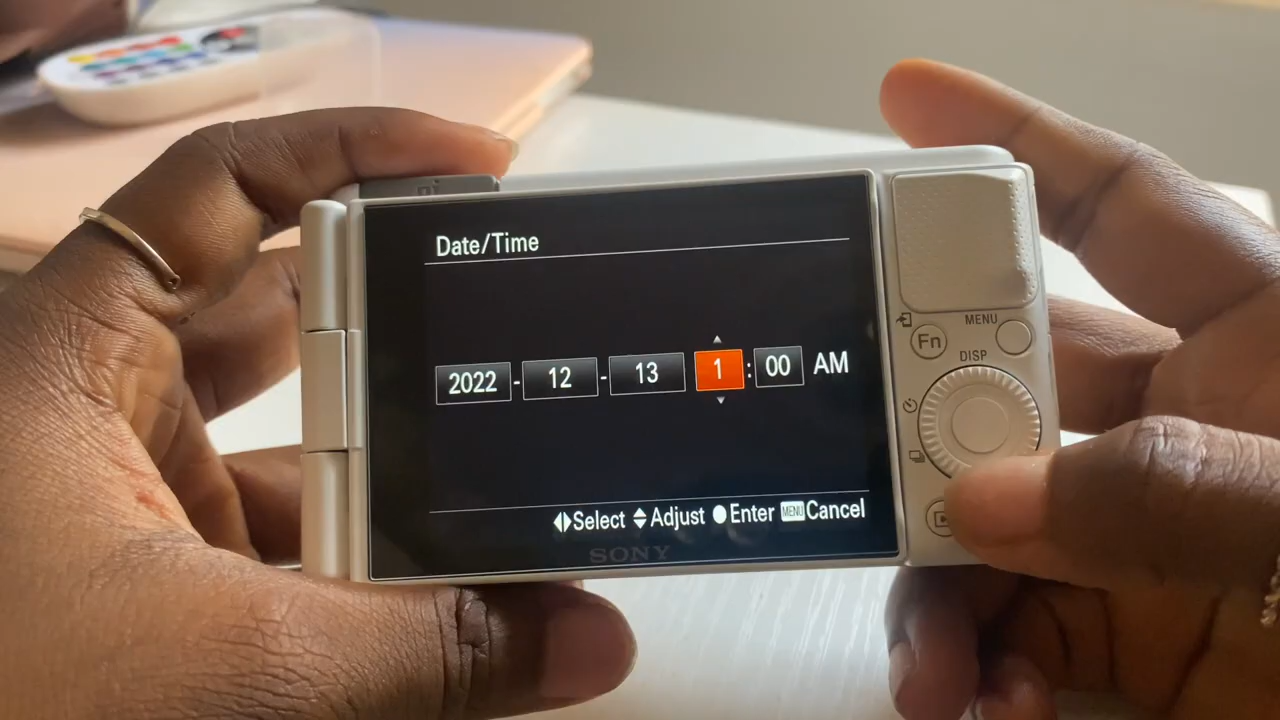 Date/Time
2022 - 12 - 13 1 : 00 AM
Select Adjust Enter MENU Cancel
SONY
MENU
Fn
DISP